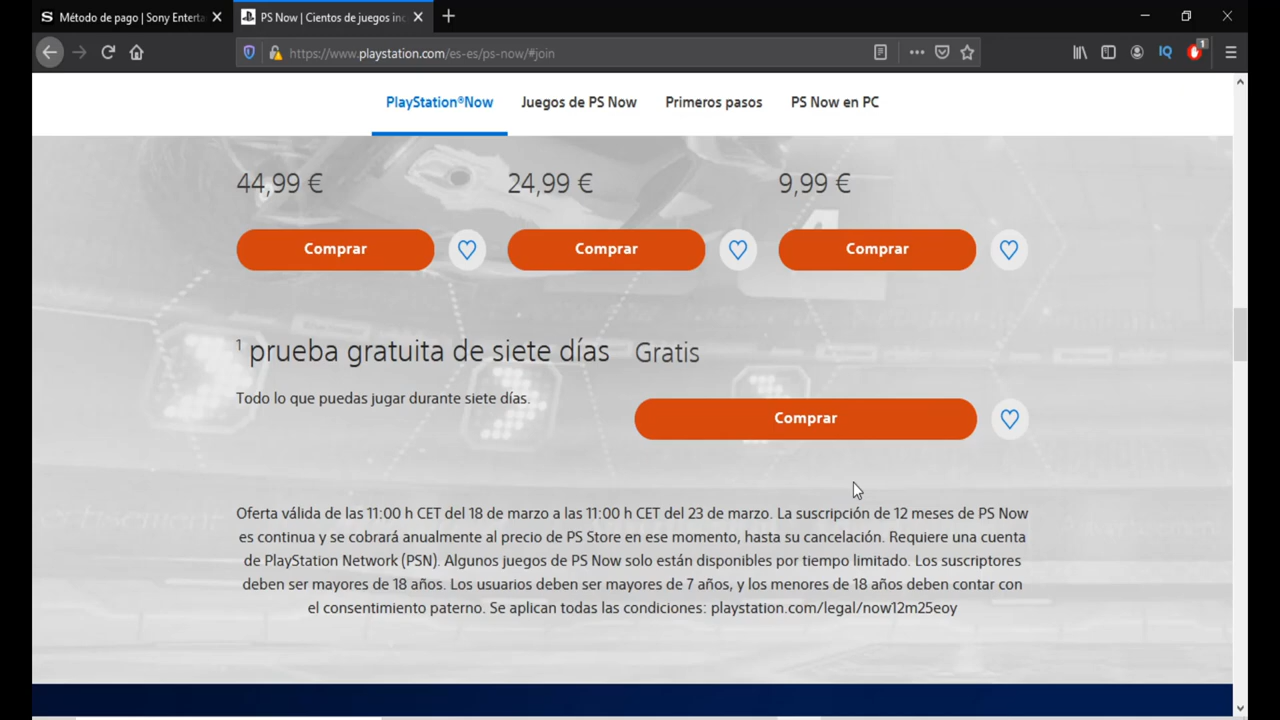 Método de pago | Sony Enterta
PS Now | Cientos de juegos inc
https://www.playstation.com/es-es/ps-now/#join
IQ
1
PlayStation®Now
Juegos de PS Now
Primeros pasos
PS Now en PC
44,99 €
24,99 €
9,99 €
Comprar
Comprar
Comprar
1 prueba gratuita de siete días
Gratis
Todo lo que puedas jugar durante siete días.
Comprar
Oferta válida de las 11:00 h CET del 18 de marzo a las 11:00 h CET del 23 de marzo. La suscripción de 12 meses de PS Now
es continua y se cobrará anualmente al precio de PS Store en ese momento, hasta su cancelación. Requiere una cuenta
de PlayStation Network (PSN). Algunos juegos de PS Now solo están disponibles por tiempo limitado. Los suscriptores
deben ser mayores de 18 años. Los usuarios deben ser mayores de 7 años, y los menores de 18 años deben contar con
el consentimiento paterno. Se aplican todas las condiciones: playstation.com/legal/now12m25eoy